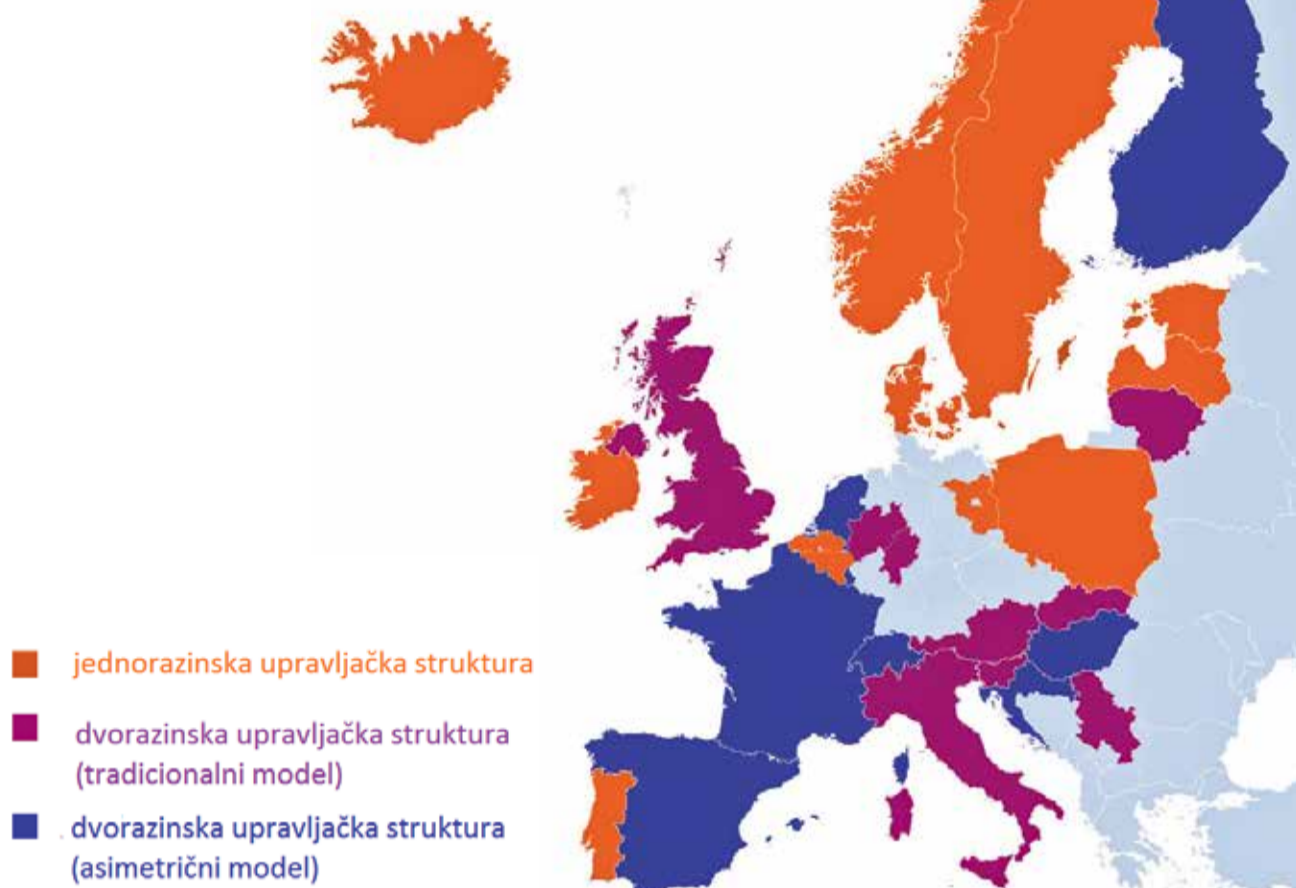 jednorazinska upravljačka struktura
dvorazinska upravljačka struktura
(tradicionalni model)
dvorazinska upravljačka struktura
(asimetrični model)